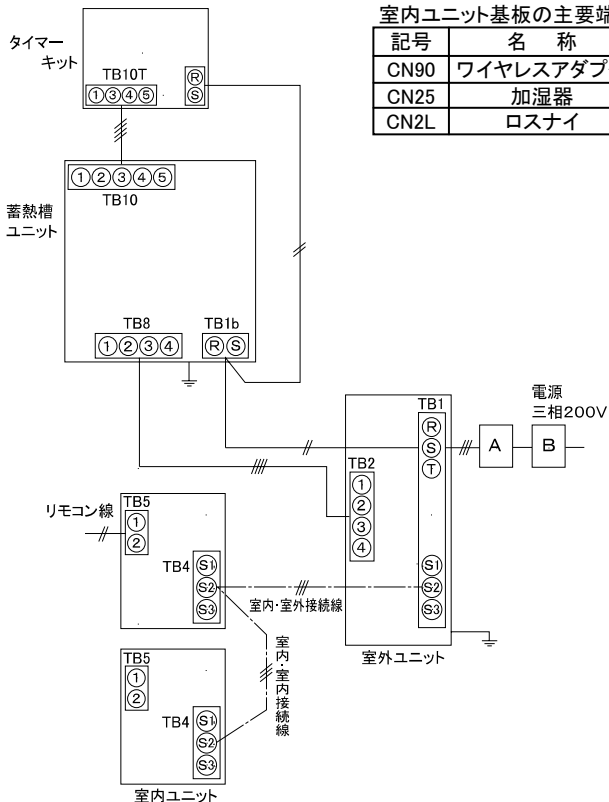 タイマー
キット
TB10T
①③④⑤
Ⓡ
Ⓢ
室内ユニット基板の主要端
記号 名 称
CN90 ワイヤレスアダプ
CN25 加湿器
CN2L ロスナイ
①②③④⑤
TB10
蓄熱槽
ユニット
TB8 TB1b
①②③④ ⓇⓈ
電源
三相200V
TB1
Ⓡ
Ⓢ
Ⓣ
A B
TB2
①
②
③
④
S1
S2
S3
室外ユニット
リモコン線
TB5
①
②
TB4
S1
S2
S3
室内・室外接続線
室内・室内接続線
TB5
①
②
TB4
S1
S2
S3
室内ユニット